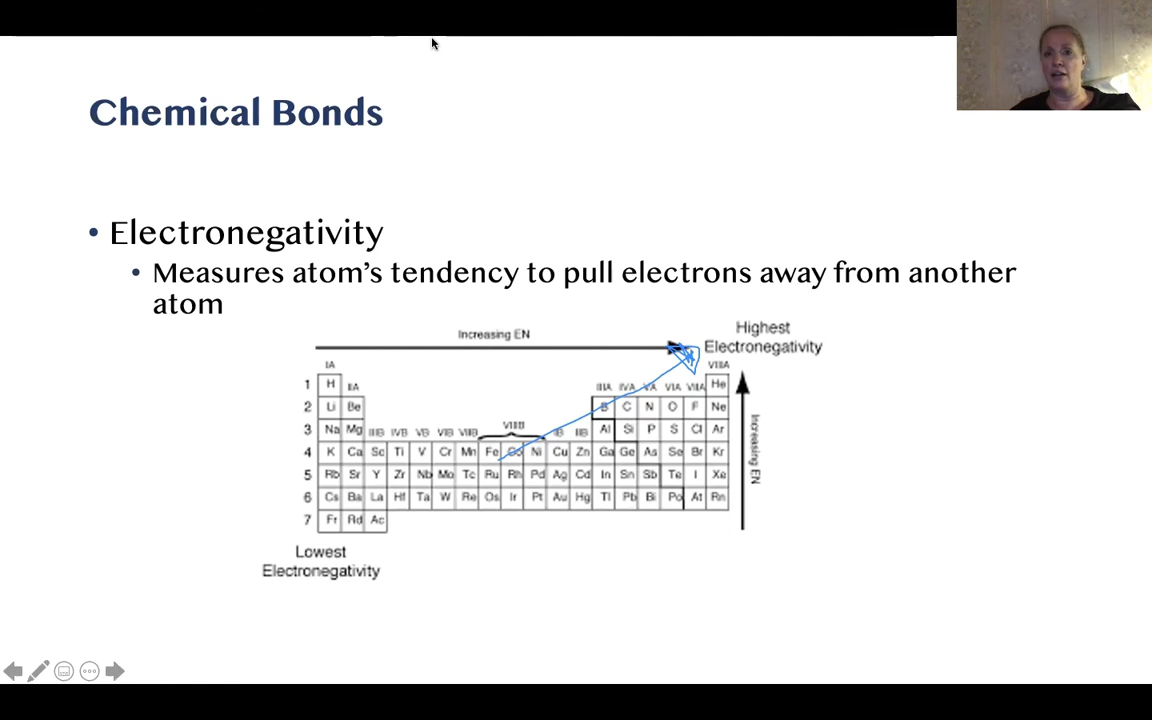 Chemical Bonds
• Electronegativity
• Measures atom's tendency to pull electrons away from another
atom
Increasing EN
Highest
Electronegativity
IA
VIIIA
1 H IIA IIIA IVA VA VIA VIIA He
2 Li Be B C N O F Ne
3 Na Mg IIIB IVB VB VIB VIIB VIIIB IB IIB Al Si P S Cl Ar
4 K Ca Sc Ti V Cr Mn Fe Co Ni Cu Zn Ga Ge As Se Br Kr
5 Rb Sr Y Zr Nb Mo Tc Ru Rh Pd Ag Cd In Sn Sb Te I Xe
6 Cs Ba La Hf Ta W Re Os Ir Pt Au Hg Tl Pb Bi Po At Rn
7 Fr Rd Ac
Increasing EN
Lowest
Electronegativity